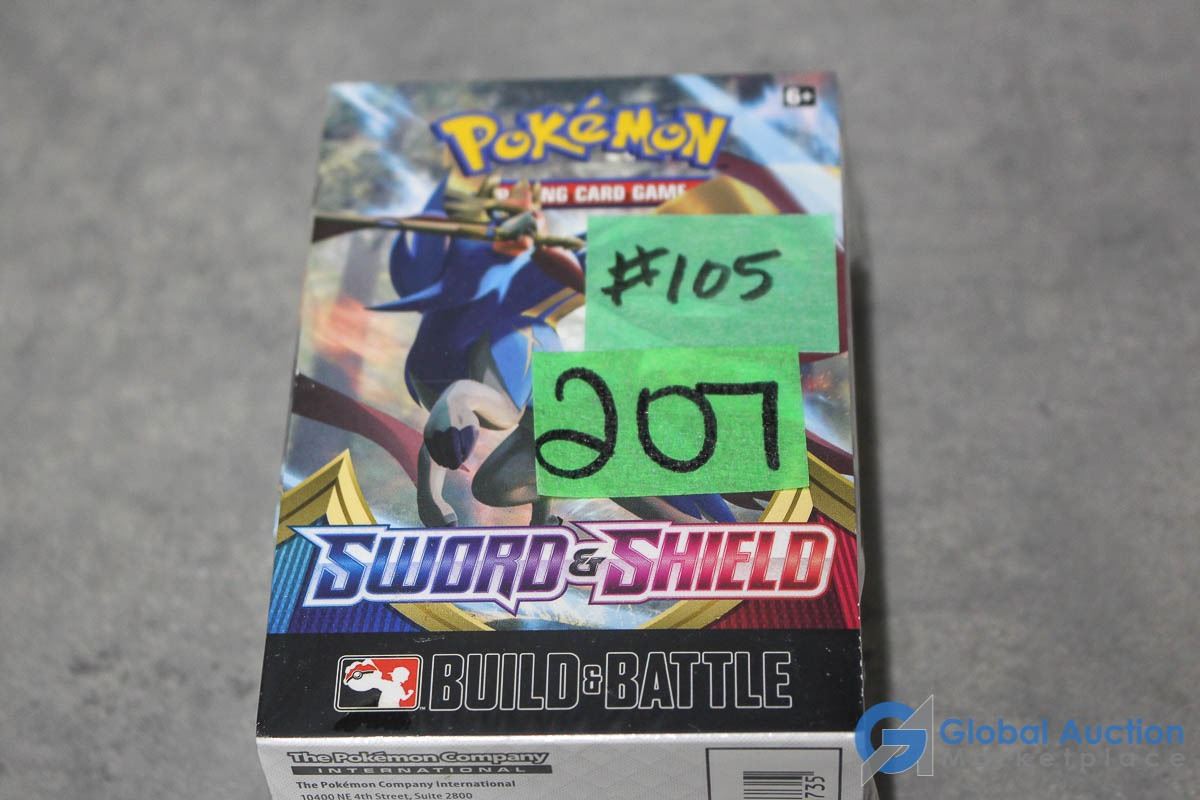 6+
POKéMON
NG CARD GAME
#105
207
SWORD & SHIELD
BUILD & BATTLE
The Pokémon Company
INTERNATIONAL
The Pokémon Company International
10400 NE 4th Street, Suite 2800
735
Global Auction
Marketplace